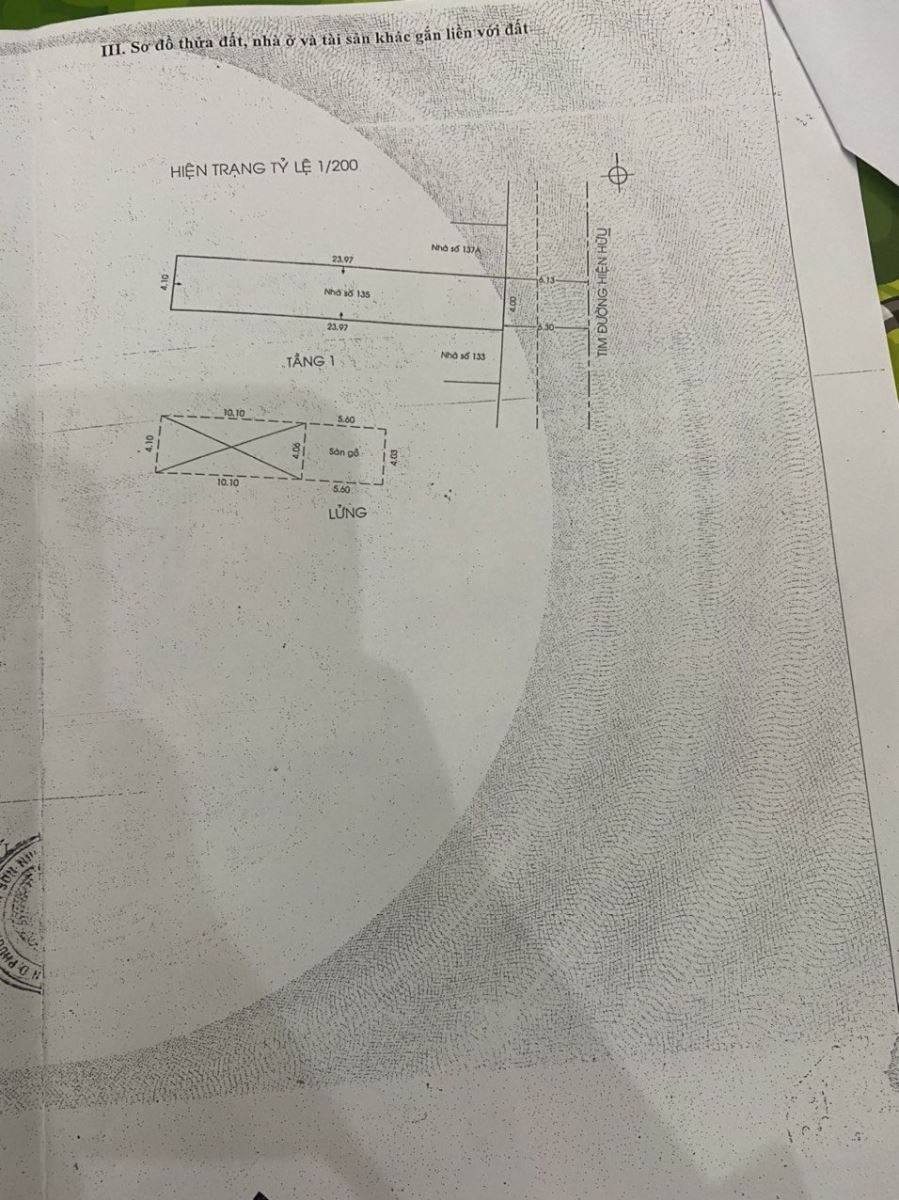 III. Sơ đồ thửa đất, nhà ở và tài sản khác gắn liền với đất
HIỆN TRẠNG TỶ LỆ 1/200
Nhà số 137A
23.97
4.10
Nhà số 135
4.00
6.13
TIM ĐƯỜNG HIỆN HỮU
23.97
6.30
Nhà số 133
TẦNG 1
10.10
5.60
4.10
4.06
Sàn gỗ
4.03
10.10
5.60
LỬNG